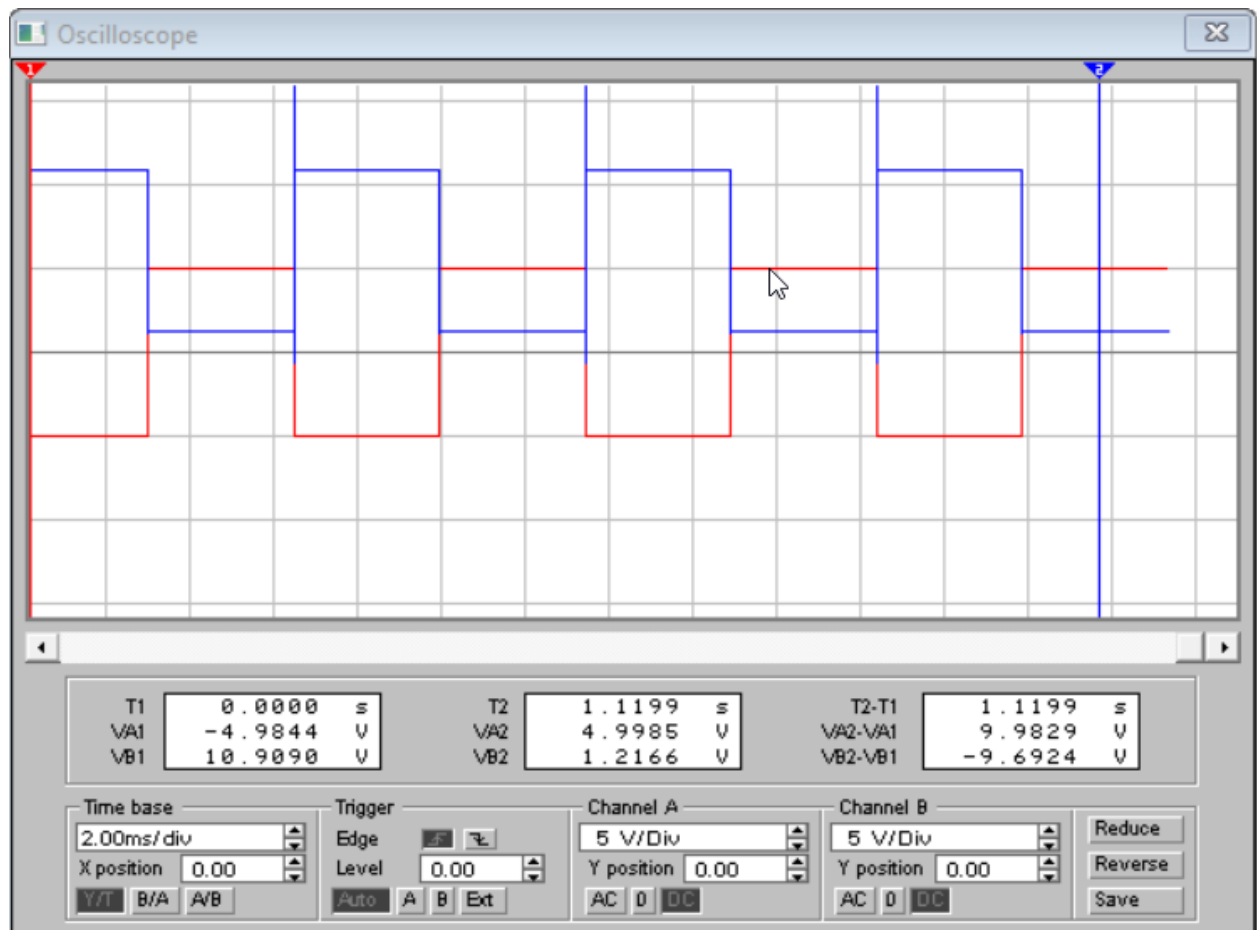 Oscilloscope
1 2
T1 0.0000 s T2 1.1199 s T2-T1 1.1199 s
VA1 -4.9844 V VA2 4.9985 V VA2-VA1 9.9829 V
VB1 10.9090 V VB2 1.2166 V VB2-VB1 -9.6924 V
Time base Trigger Channel A Channel B
2.00ms/div Edge 5 V/Div 5 V/Div Reduce
X position 0.00 Level 0.00 Y position 0.00 Y position 0.00 Reverse
Y/T B/A A/B Auto A B Ext AC 0 DC AC 0 DC Save